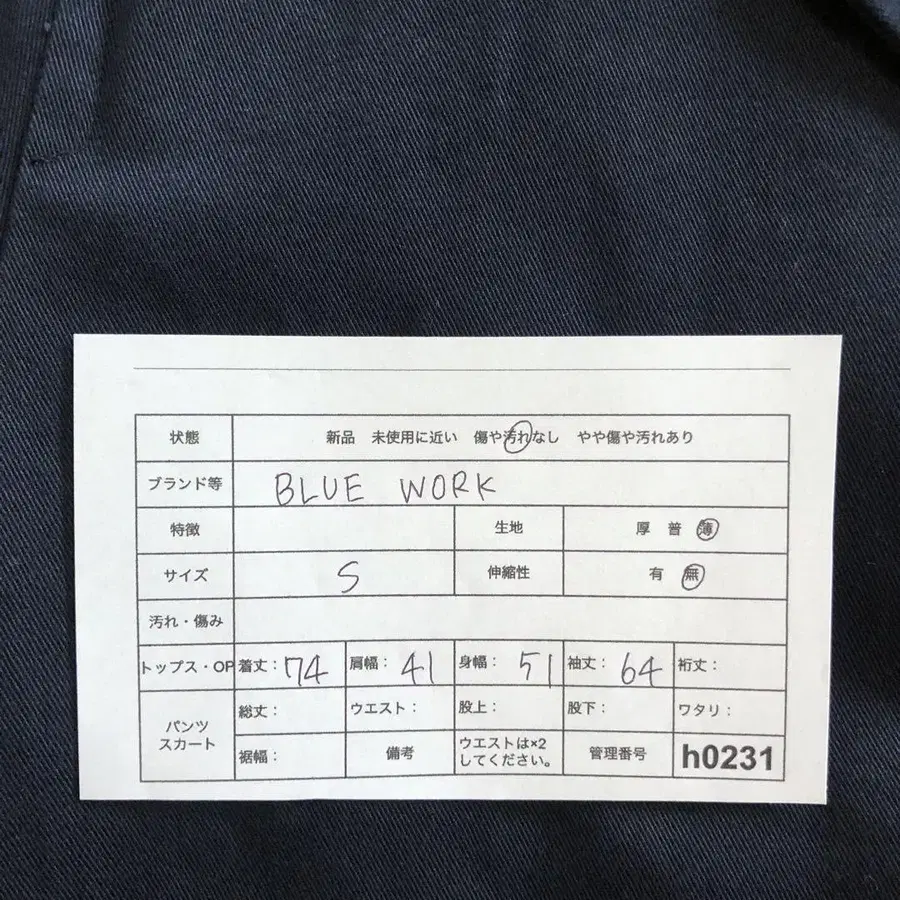 状態 新品 未使用に近い 傷や汚れなし やや傷や汚れあり
ブランド等 BLUE WORK
特徴 生地 厚 普 薄
サイズ S 伸縮性 有 無
汚れ・傷み
トップス・OP 着丈：74 肩幅：41 身幅：51 袖丈：64 裄丈：
パンツ スカート
総丈： ウエスト： 股上： 股下： ワタリ：
裾幅： 備考 ウエストは×2 してください。 管理番号 h0231